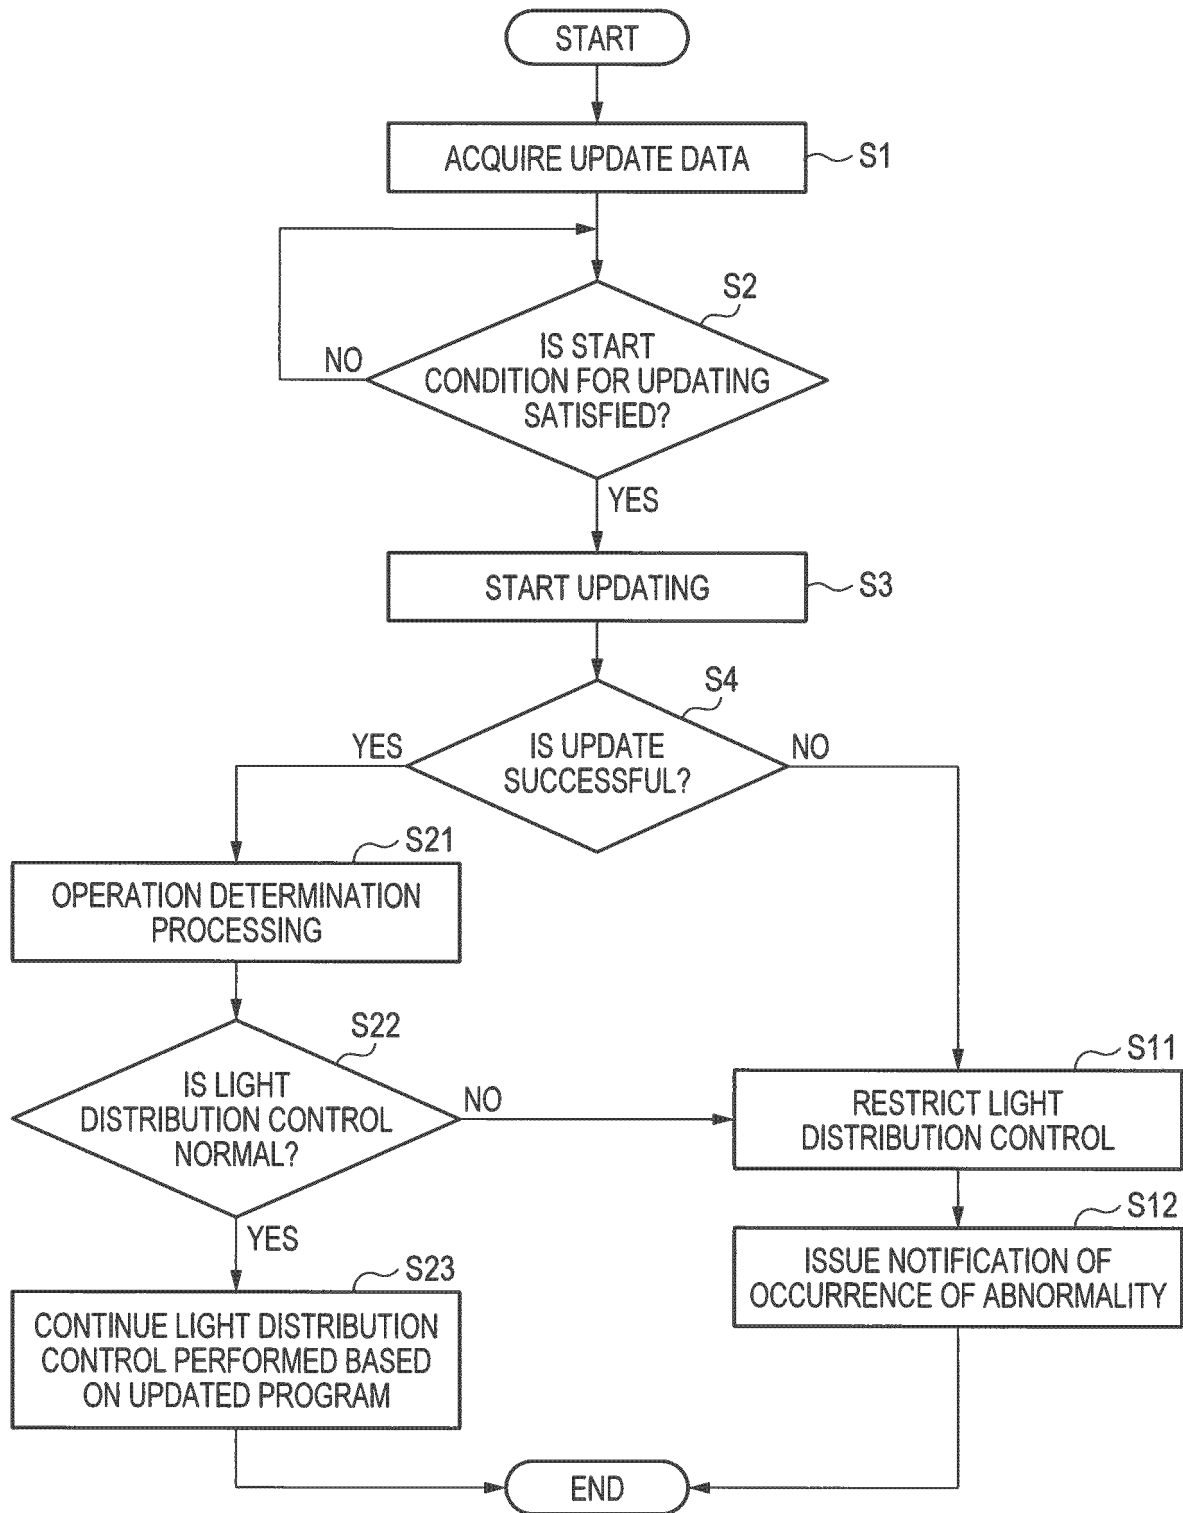 START
ACQUIRE UPDATE DATA
S1
S2
IS START
CONDITION FOR UPDATING
SATISFIED?
NO
YES
START UPDATING
S3
S4
IS UPDATE
SUCCESSFUL?
YES
NO
S21
OPERATION DETERMINATION
PROCESSING
S22
IS LIGHT
DISTRIBUTION CONTROL
NORMAL?
NO
YES
S11
RESTRICT LIGHT
DISTRIBUTION CONTROL
S12
ISSUE NOTIFICATION OF
OCCURRENCE OF ABNORMALITY
S23
CONTINUE LIGHT DISTRIBUTION
CONTROL PERFORMED BASED
ON UPDATED PROGRAM
END